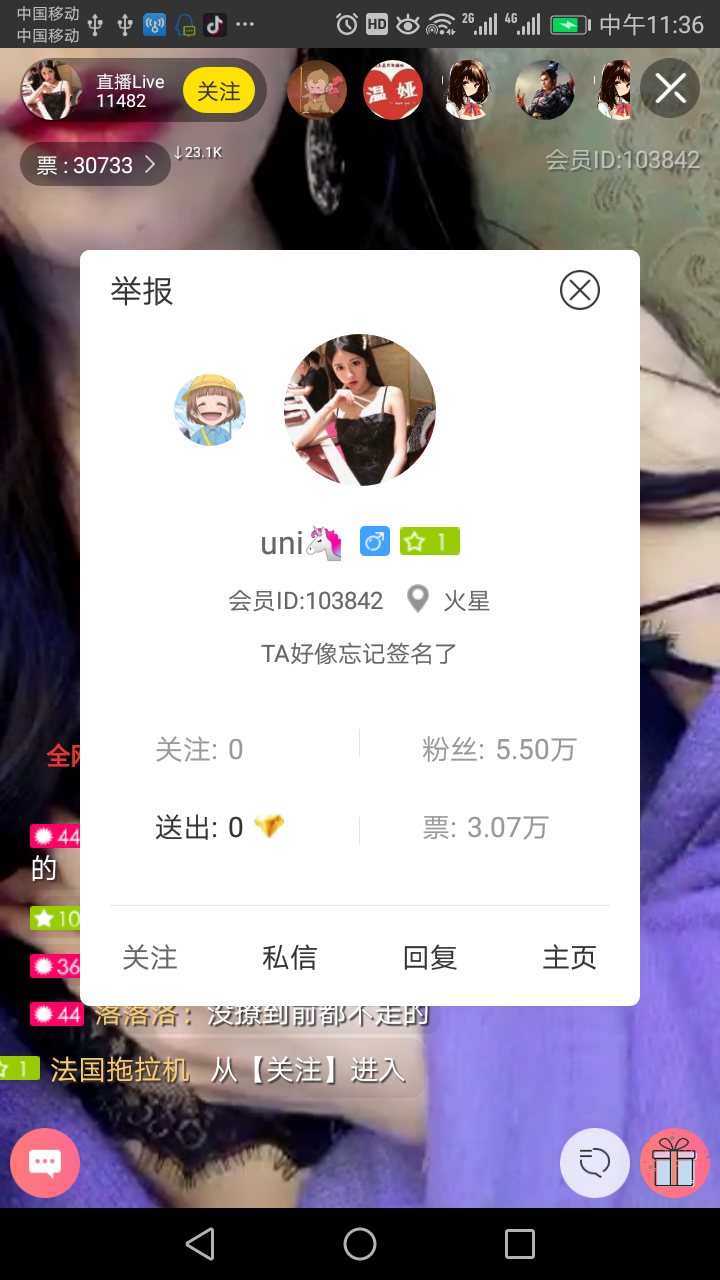 中国移动
中国移动
HD
2G
4G
中午11:36
直播Live
11482
关注
温 娅
票 : 30733
↓23.1K
会员ID:103842
举报
uni
1
会员ID:103842
火星
TA好像忘记签名了
关注: 0
粉丝: 5.50万
送出: 0
票: 3.07万
关注
私信
回复
主页
44
的
10
36
44 落落落： 没撩到前都不走的
1 法国拖拉机 从【关注】进入